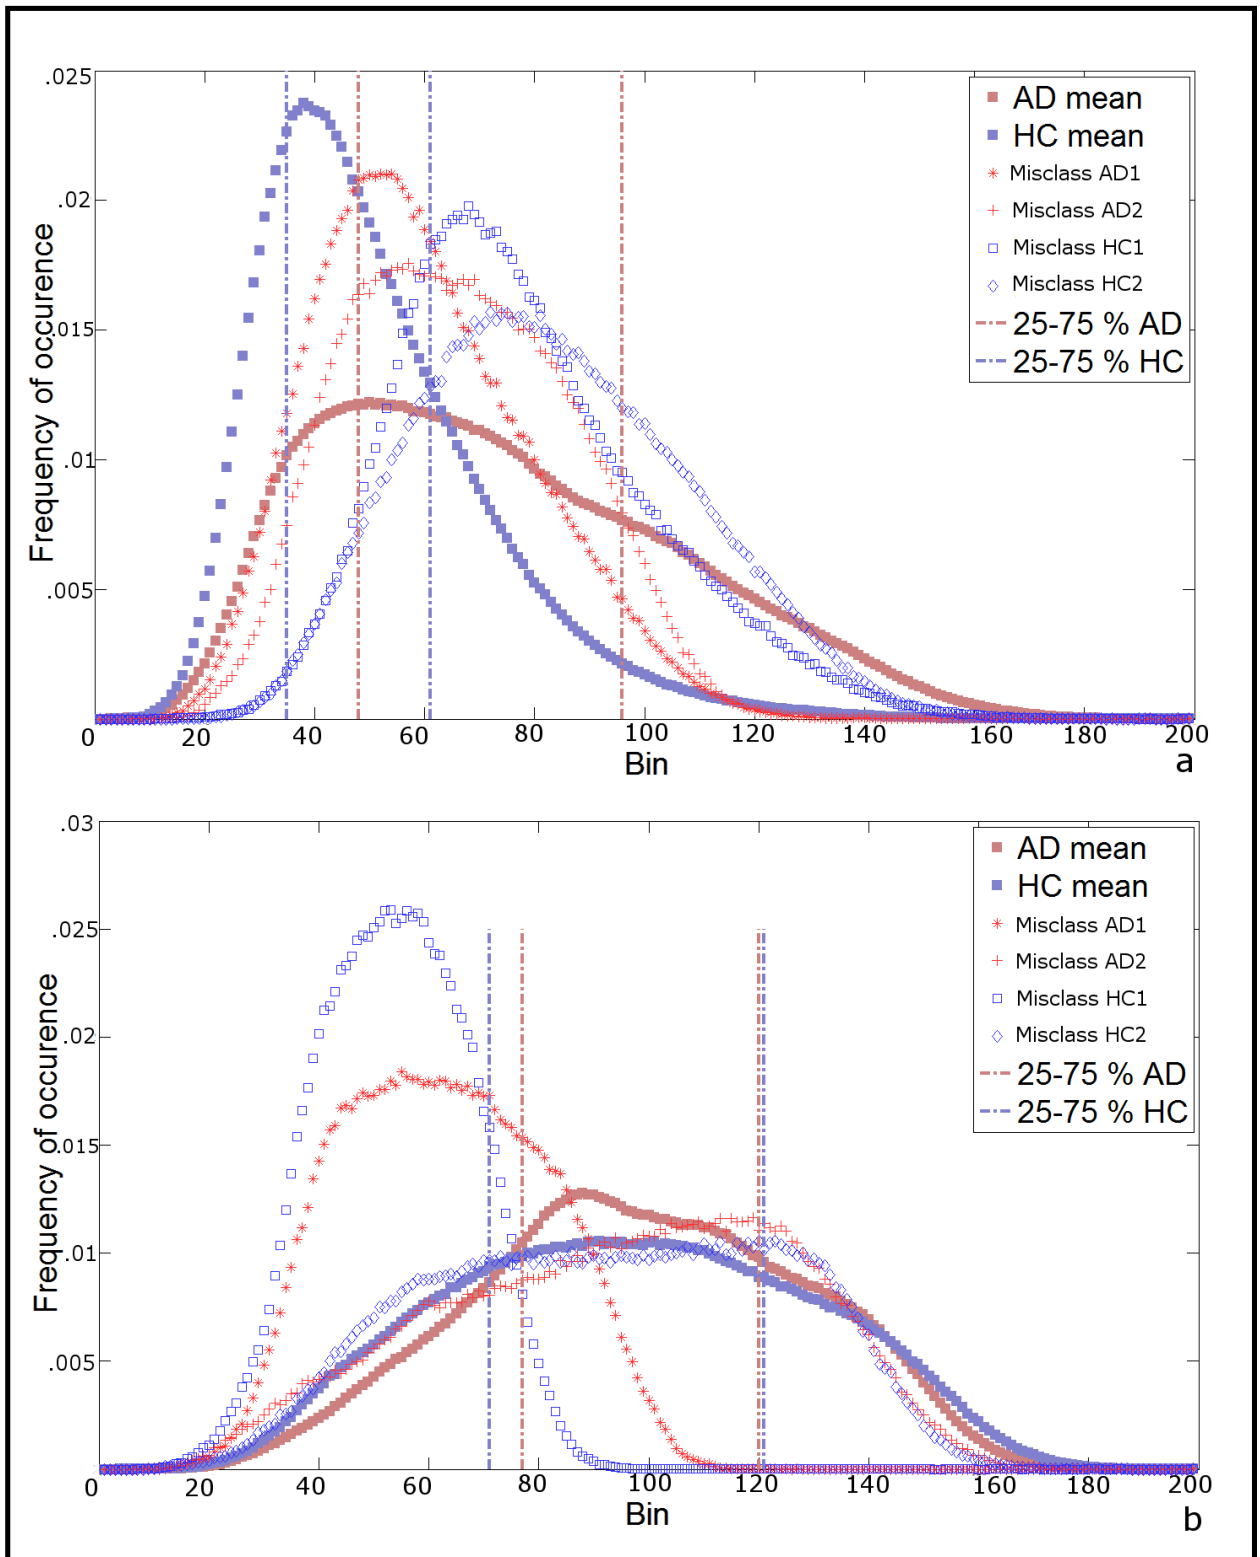 .025
.02
.015
.01
.005
Frequency of occurence
0 20 40 60 80 100 120 140 160 180 200
Bin
a
AD mean
HC mean
Misclass AD1
Misclass AD2
Misclass HC1
Misclass HC2
25-75 % AD
25-75 % HC
.03
.025
.02
.015
.01
.005
Frequency of occurence
0 20 40 60 80 100 120 140 160 180 200
Bin
b
AD mean
HC mean
Misclass AD1
Misclass AD2
Misclass HC1
Misclass HC2
25-75 % AD
25-75 % HC